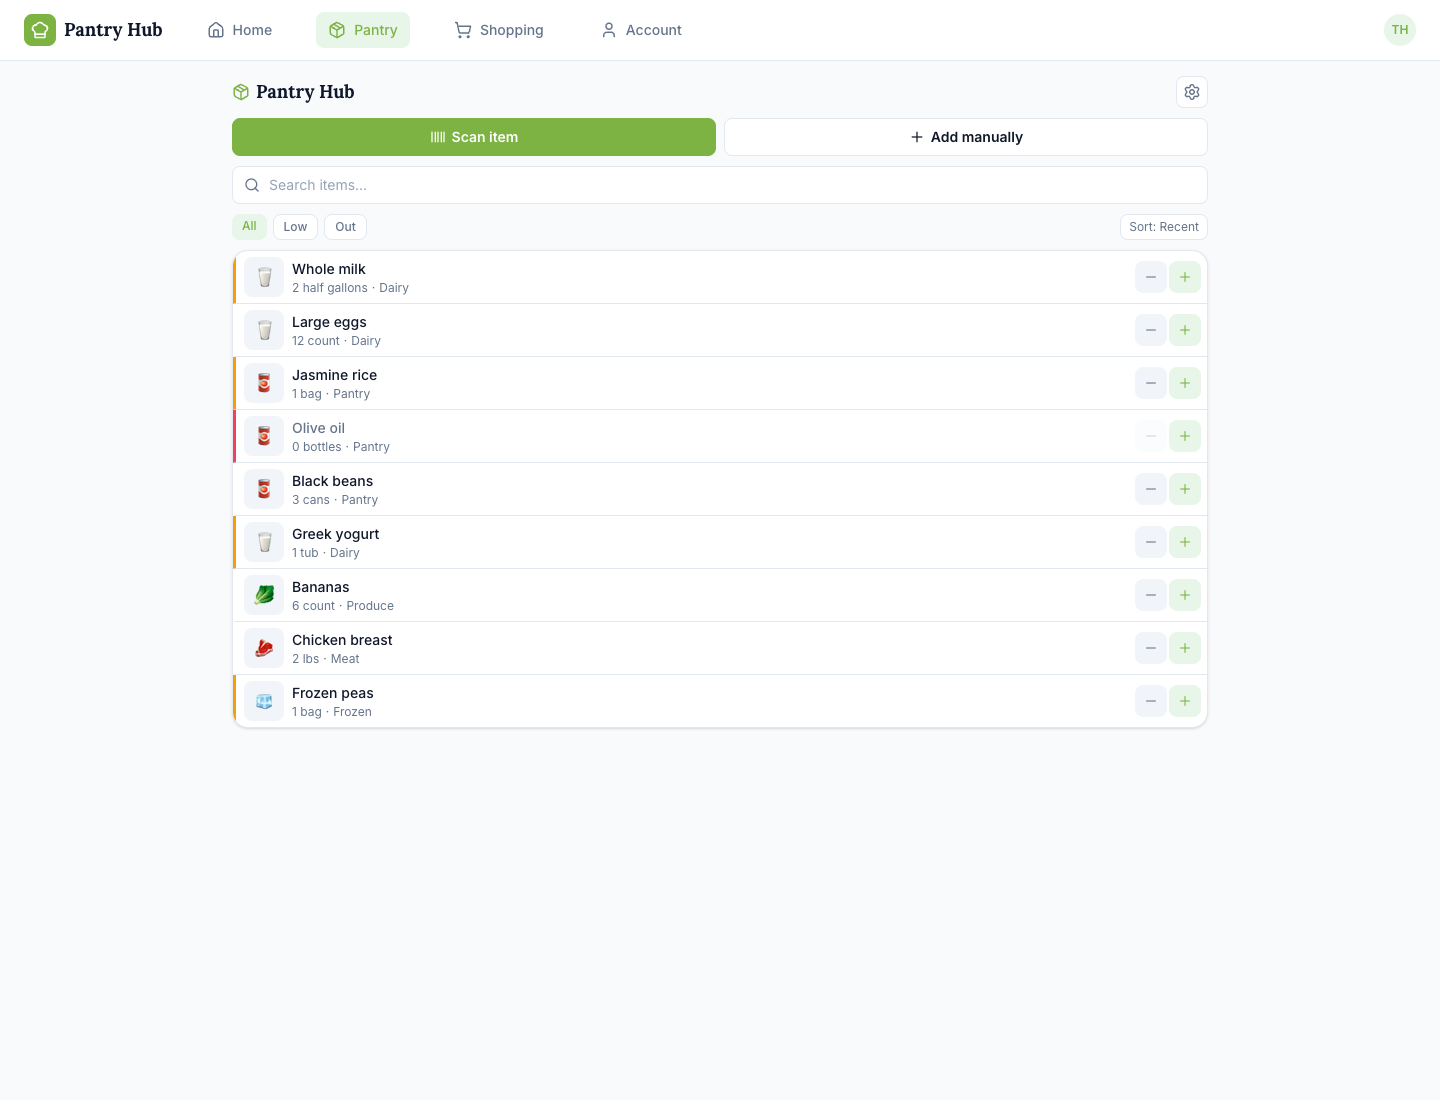 Pantry Hub
Home
Pantry
Shopping
Account
TH
Pantry Hub
Scan item
Add manually
Search items...
All
Low
Out
Sort: Recent
Whole milk
2 half gallons · Dairy
Large eggs
12 count · Dairy
Jasmine rice
1 bag · Pantry
Olive oil
0 bottles · Pantry
Black beans
3 cans · Pantry
Greek yogurt
1 tub · Dairy
Bananas
6 count · Produce
Chicken breast
2 lbs · Meat
Frozen peas
1 bag · Frozen